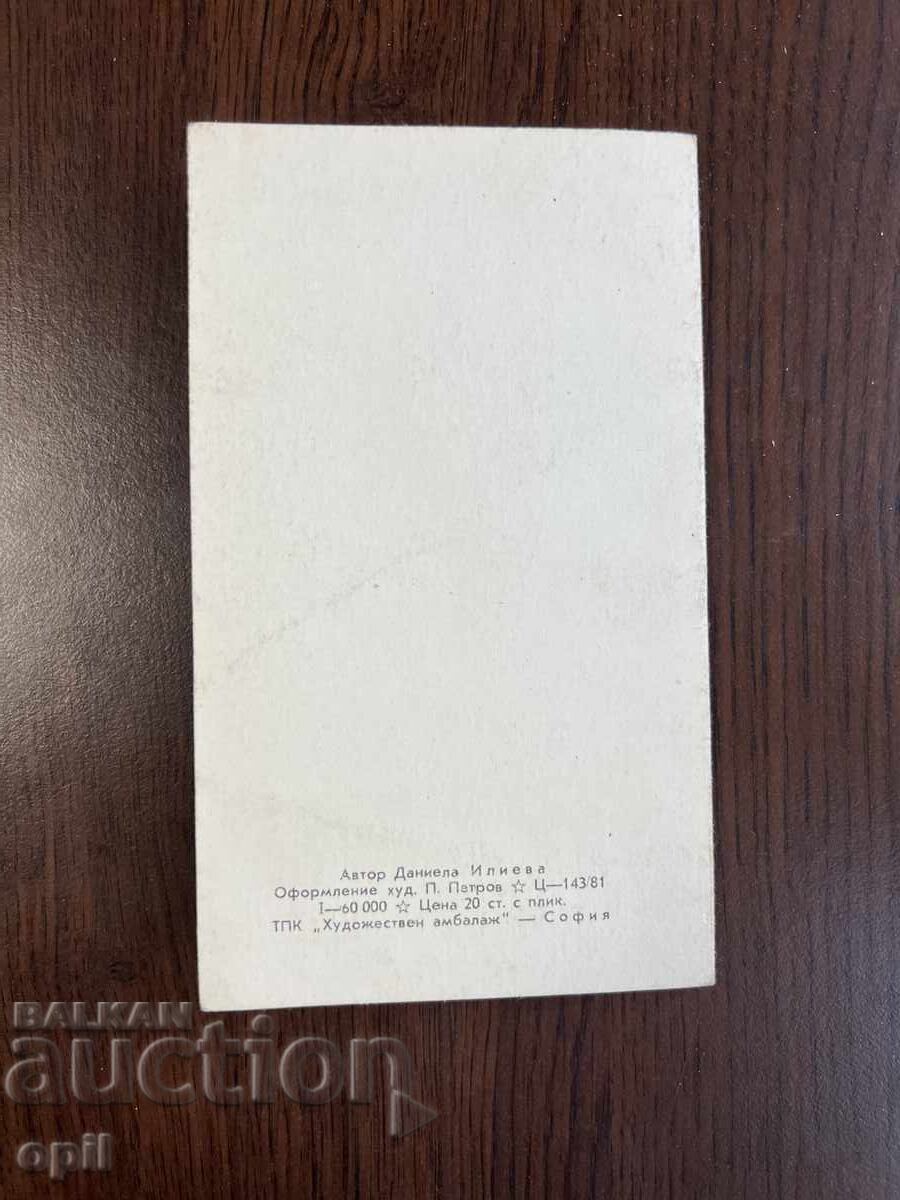 Автор Даниела Илиева
Оформление худ. П. Петров ☆ Ц—143/81
I—60 000 ☆ Цена 20 ст. с плик.
ТПК „Художествен амбалаж" — София
BALKAN
auction
opil